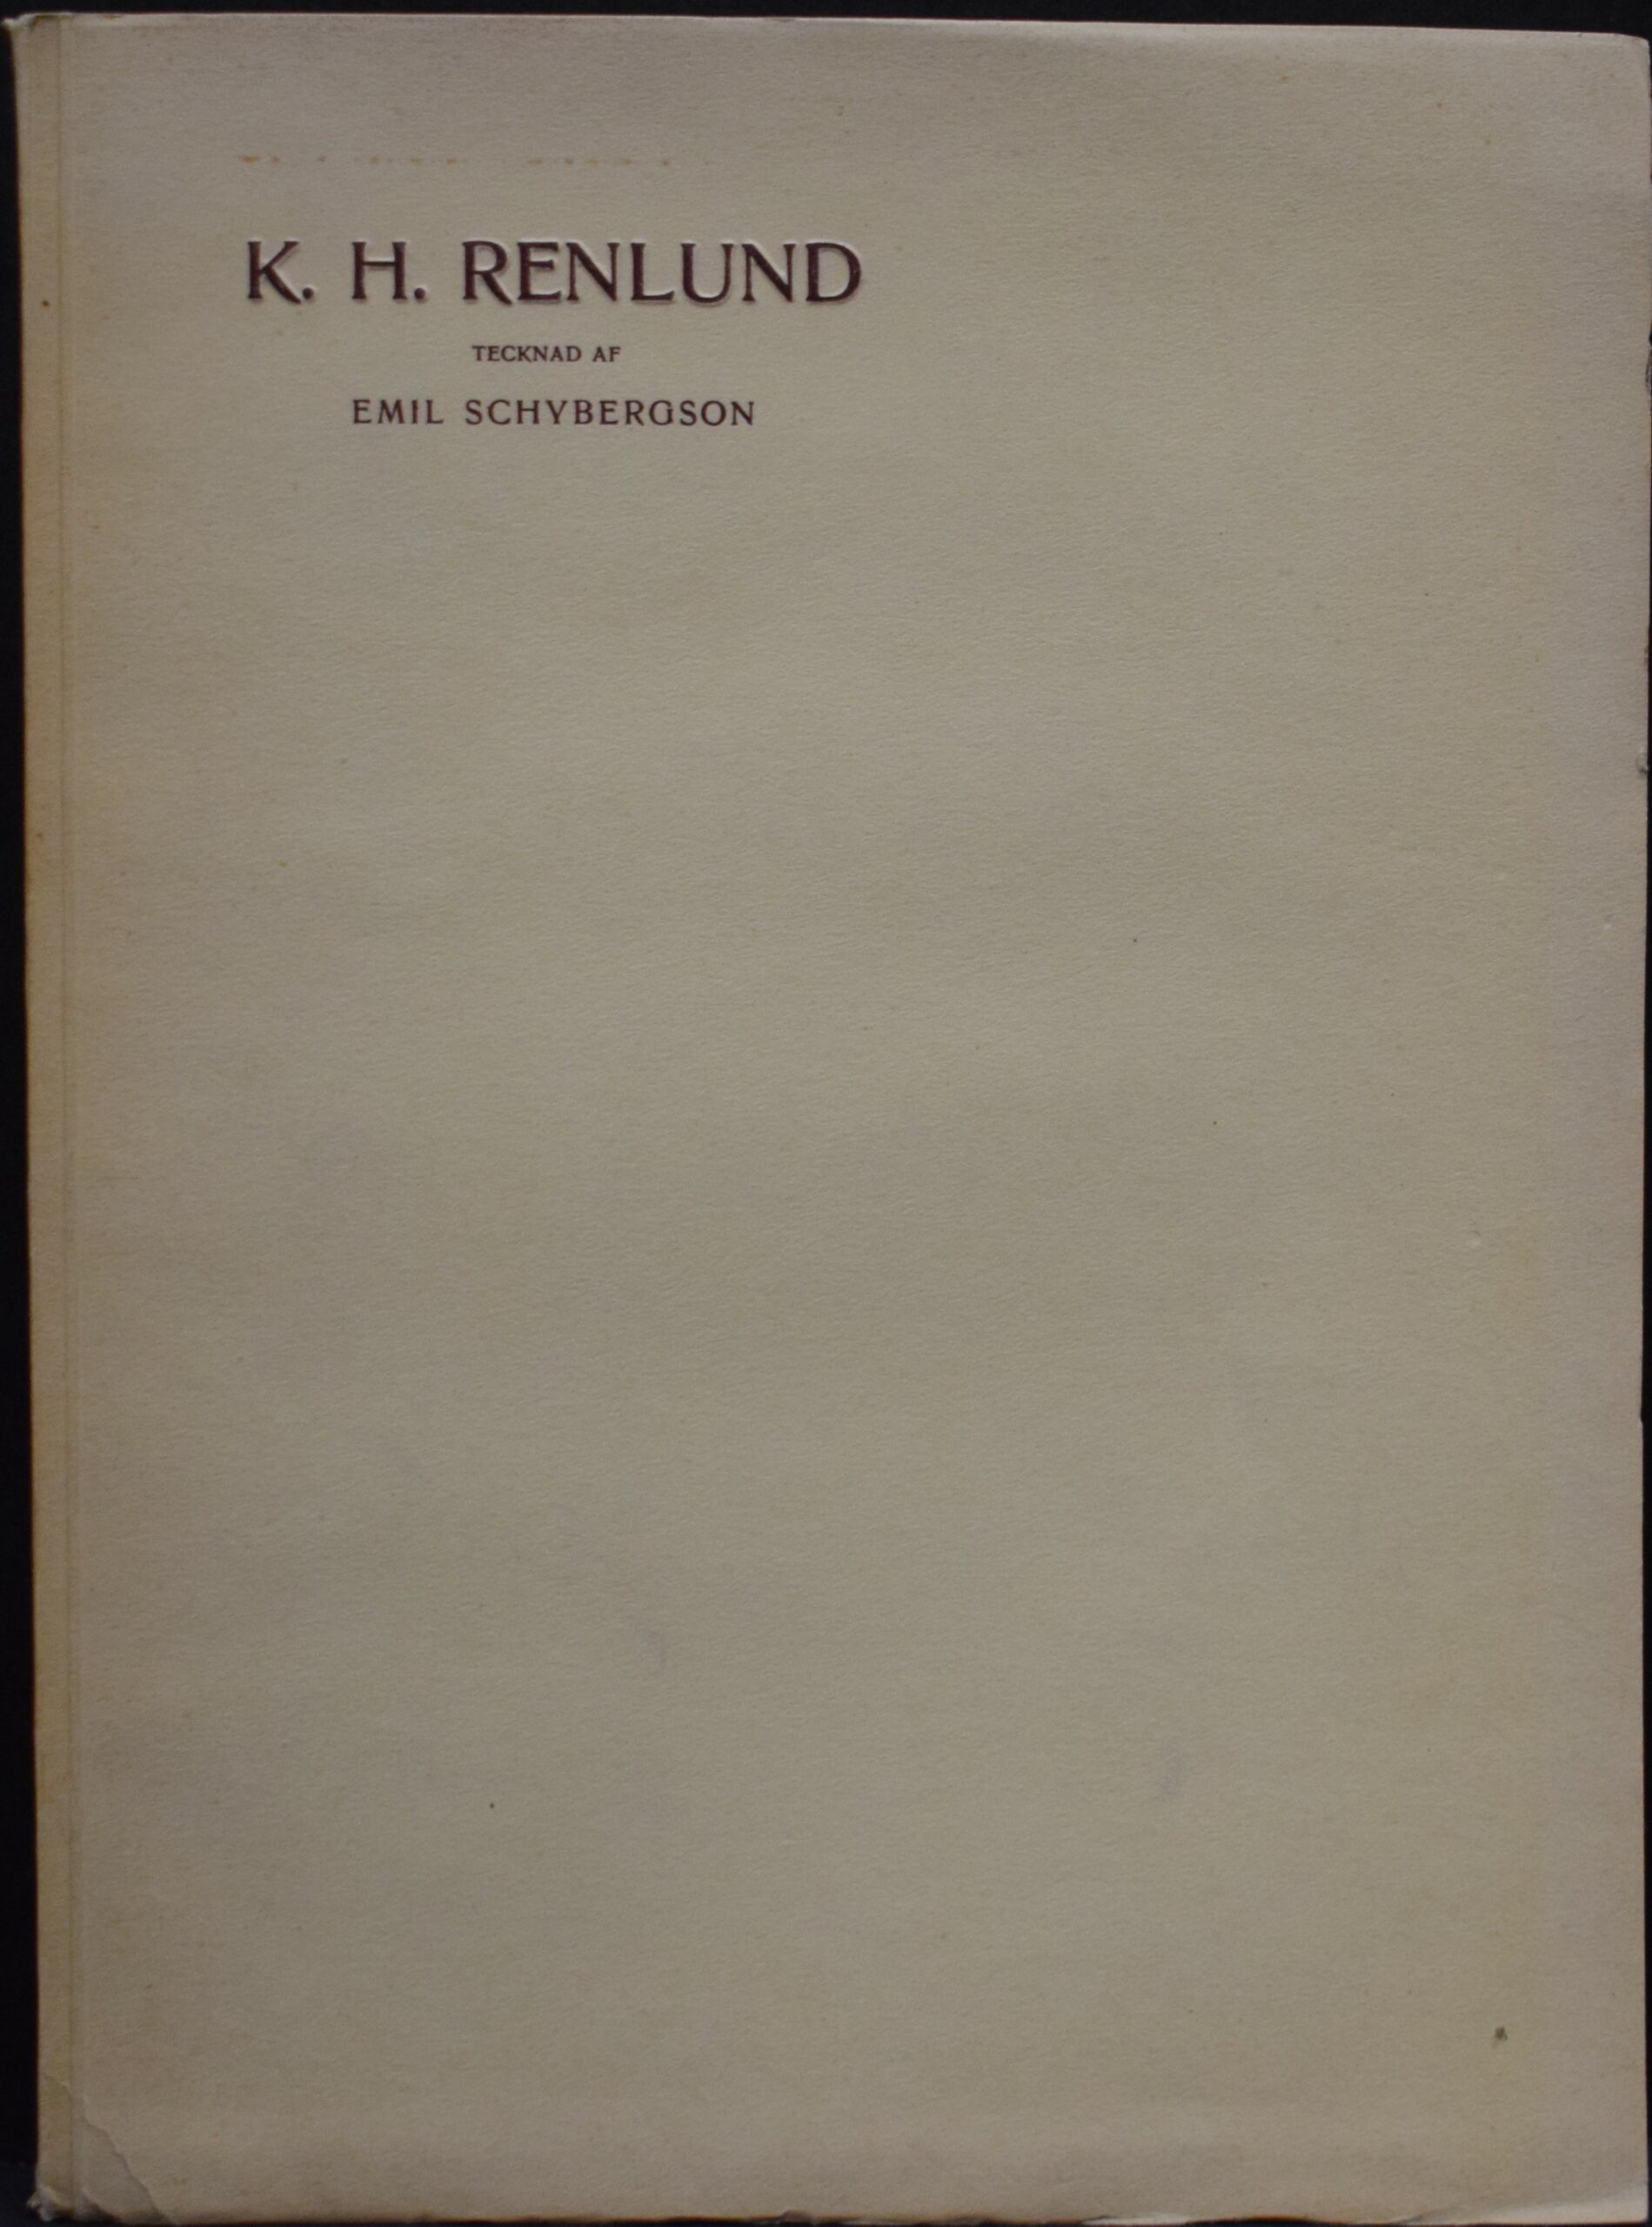 K. H. RENLUND
TECKNAD AF
EMIL SCHYBERGSON